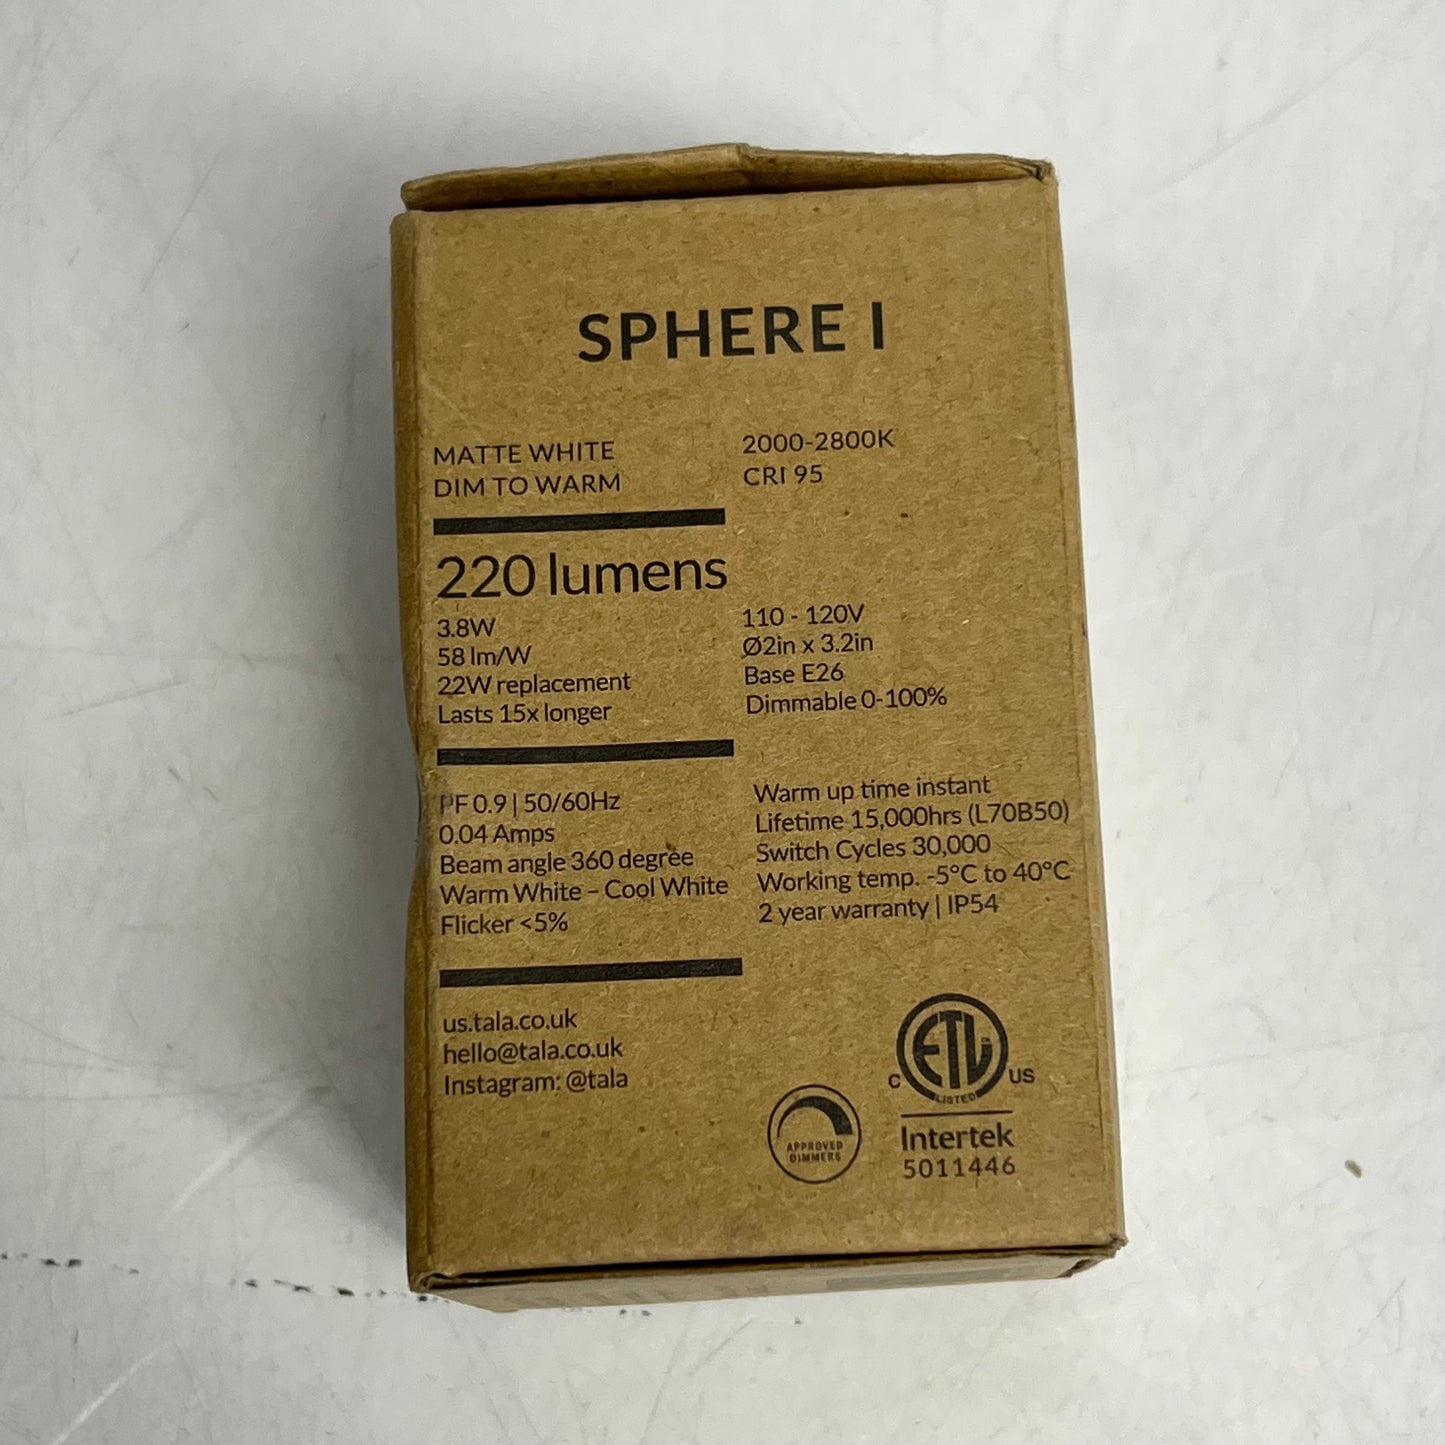 SPHERE I
MATTE WHITE
DIM TO WARM
2000-2800K
CRI 95
220 lumens
3.8W
58 lm/W
22W replacement
Lasts 15x longer
110 - 120V
Ø2in x 3.2in
Base E26
Dimmable 0-100%
PF 0.9 | 50/60Hz
0.04 Amps
Beam angle 360 degree
Warm White – Cool White
Flicker <5%
Warm up time instant
Lifetime 15,000hrs (L70B50)
Switch Cycles 30,000
Working temp. -5°C to 40°C
2 year warranty | IP54
us.tala.co.uk
hello@tala.co.uk
Instagram: @tala
APPROVED
DIMMERS
ETL
C US
LISTED
Intertek
5011446